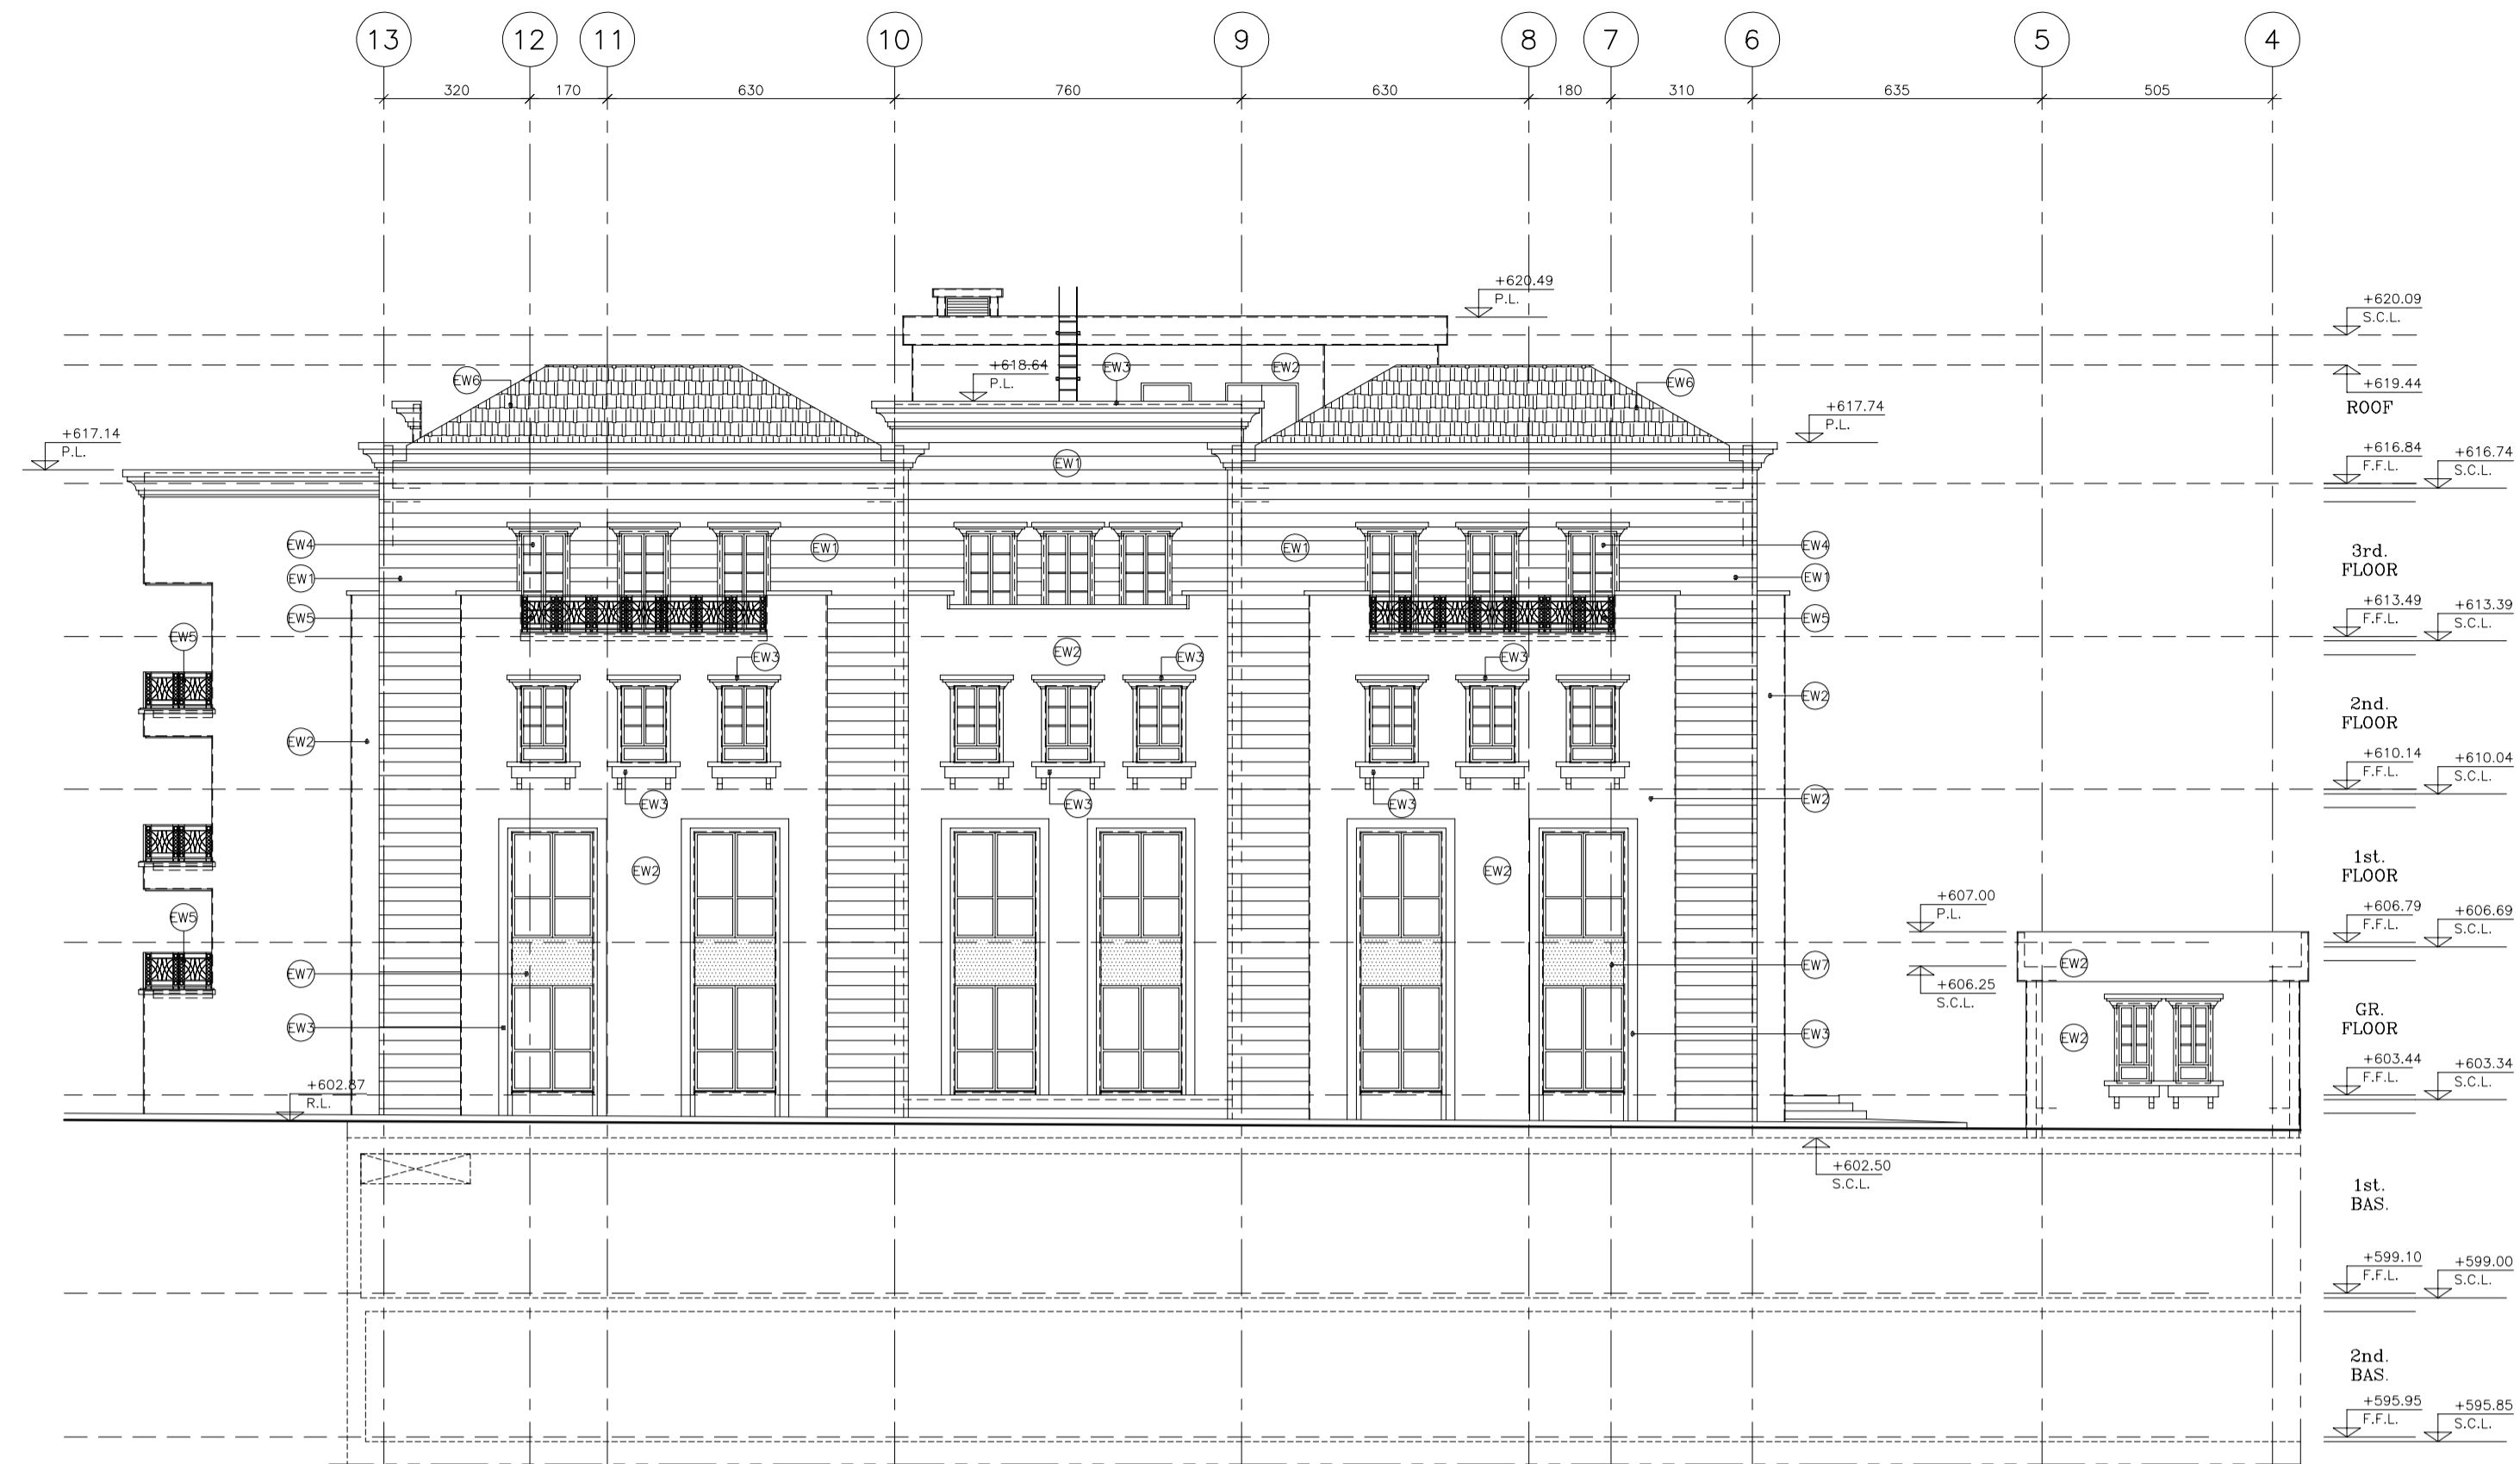 13 12 11 10 9 8 7 6 5 4
320 170 630 760 630 180 310 635 505
+620.49
P.L.
+620.09
S.C.L.
+618.64
P.L.
EW3
EW2
EW6
EW6
+619.44
ROOF
+617.74
P.L.
+617.14
P.L.
EW1
+616.84
F.F.L.
+616.74
S.C.L.
EW4
EW1
EW1
EW4
3rd.
FLOOR
EW1
EW1
EW5
EW5
+613.49
F.F.L.
+613.39
S.C.L.
EW5
EW3
EW2
EW3
EW3
EW2
2nd.
FLOOR
EW2
+610.14
F.F.L.
+610.04
S.C.L.
EW3
EW3
EW3
EW2
EW2
EW2
1st.
FLOOR
+607.00
P.L.
EW5
+606.79
F.F.L.
+606.69
S.C.L.
EW7
EW7
EW2
+606.25
S.C.L.
GR.
FLOOR
EW3
EW3
EW2
+603.44
F.F.L.
+603.34
S.C.L.
+602.87
R.L.
+602.50
S.C.L.
1st.
BAS.
+599.10
F.F.L.
+599.00
S.C.L.
2nd.
BAS.
+595.95
F.F.L.
+595.85
S.C.L.